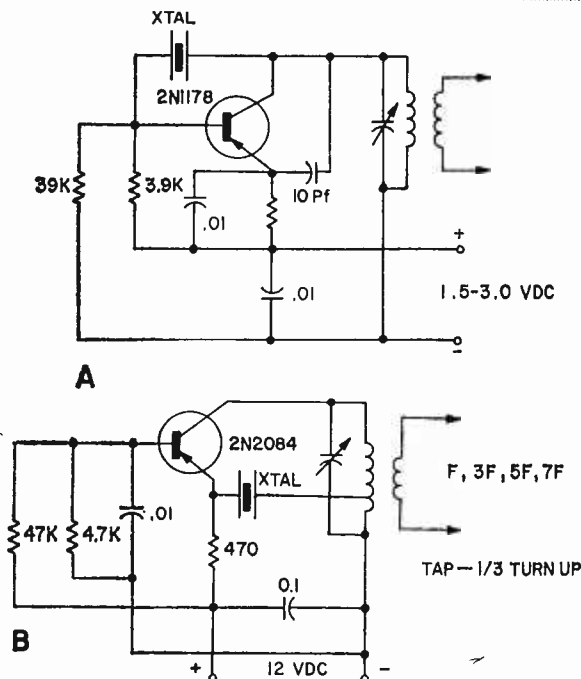 XTAL
2N1178
39K
3.9K
.01
10 Pf
+
.01
1.5-3.0 VDC
-
A
2N2084
XTAL
F, 3F, 5F, 7F
47K
4.7K
.01
470
TAP — 1/3 TURN UP
0.1
B
+ 12 VDC -